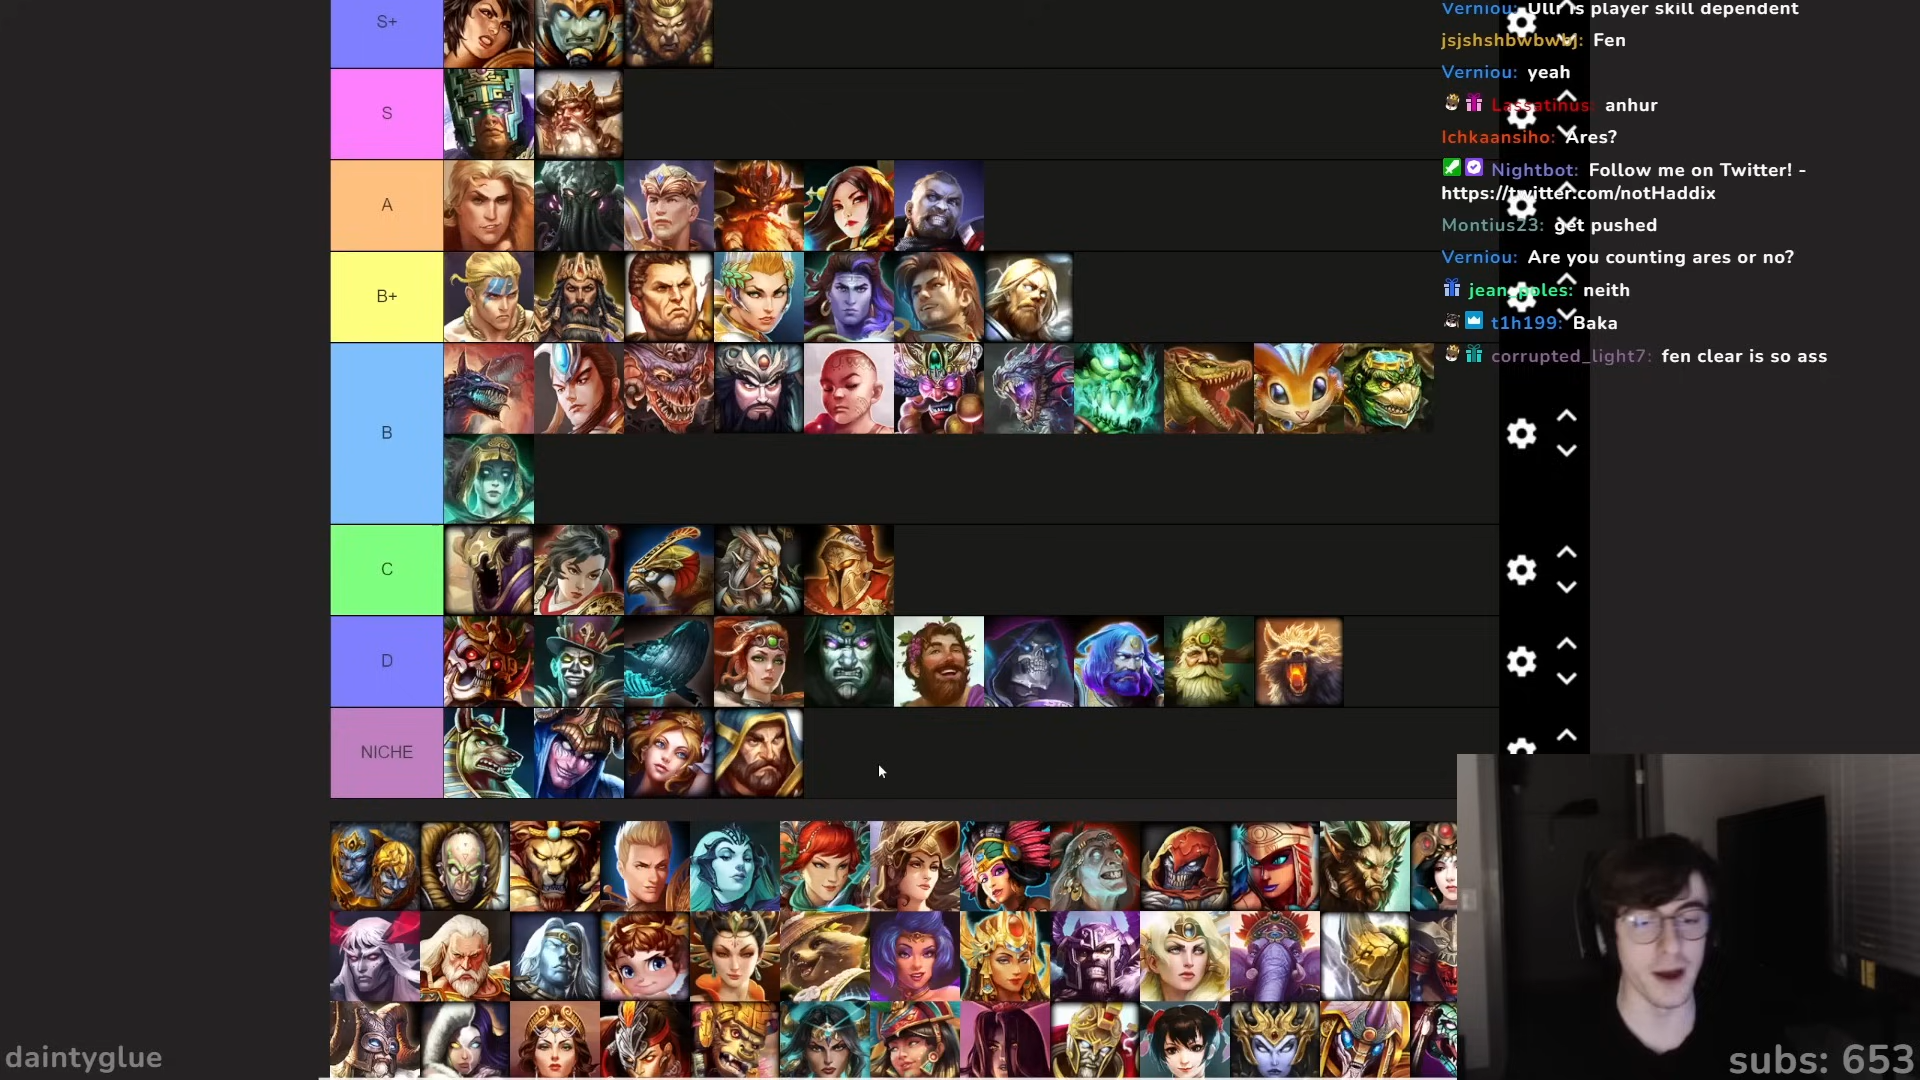 S+
S
A
B+
B
C
D
NICHE
Verniou: Ullr is player skill dependent
jsjshshbwbwbj: Fen
Verniou: yeah
Lassatinus: anhur
Ichkaansiho: Ares?
Nightbot: Follow me on Twitter! -
https://twitter.com/notHaddix
Montius23: get pushed
Verniou: Are you counting ares or no?
jean_poles: neith
t1h199: Baka
corrupted_light7: fen clear is so ass
daintyglue
subs: 653